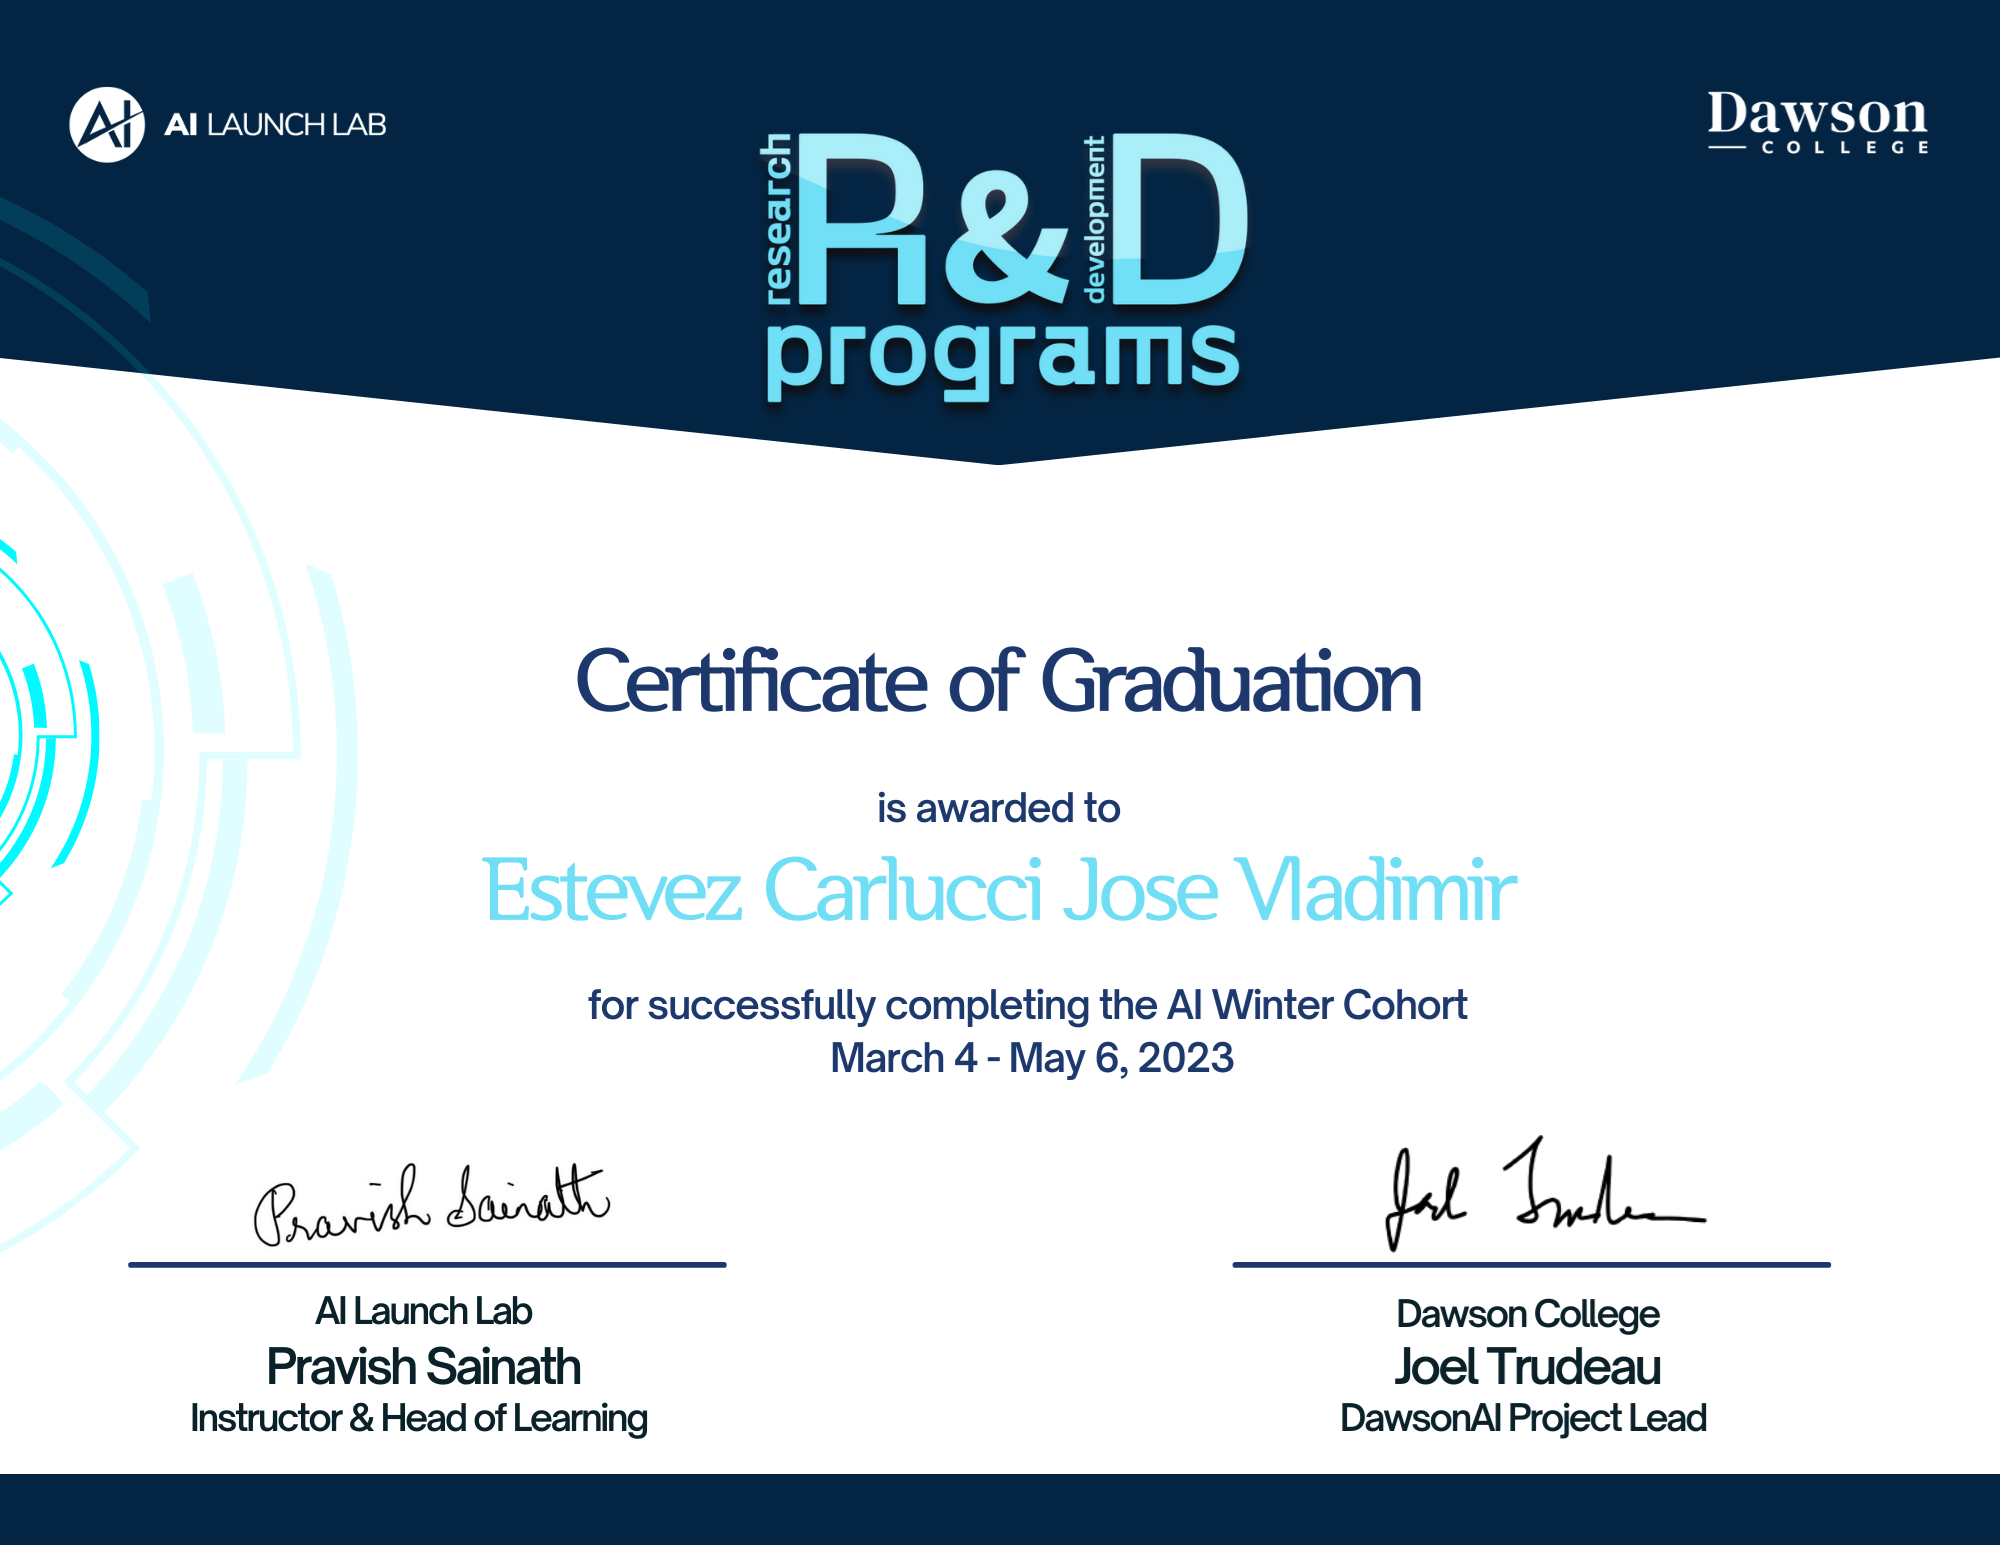 AI AI LAUNCH LAB
Dawson
COLLEGE
research R & development D
programs
Certificate of Graduation
is awarded to
Estevez Carlucci Jose Vladimir
for successfully completing the AI Winter Cohort
March 4 - May 6, 2023
Pravish Sainath
Joel Trudeau
AI Launch Lab
Pravish Sainath
Instructor & Head of Learning
Dawson College
Joel Trudeau
DawsonAI Project Lead